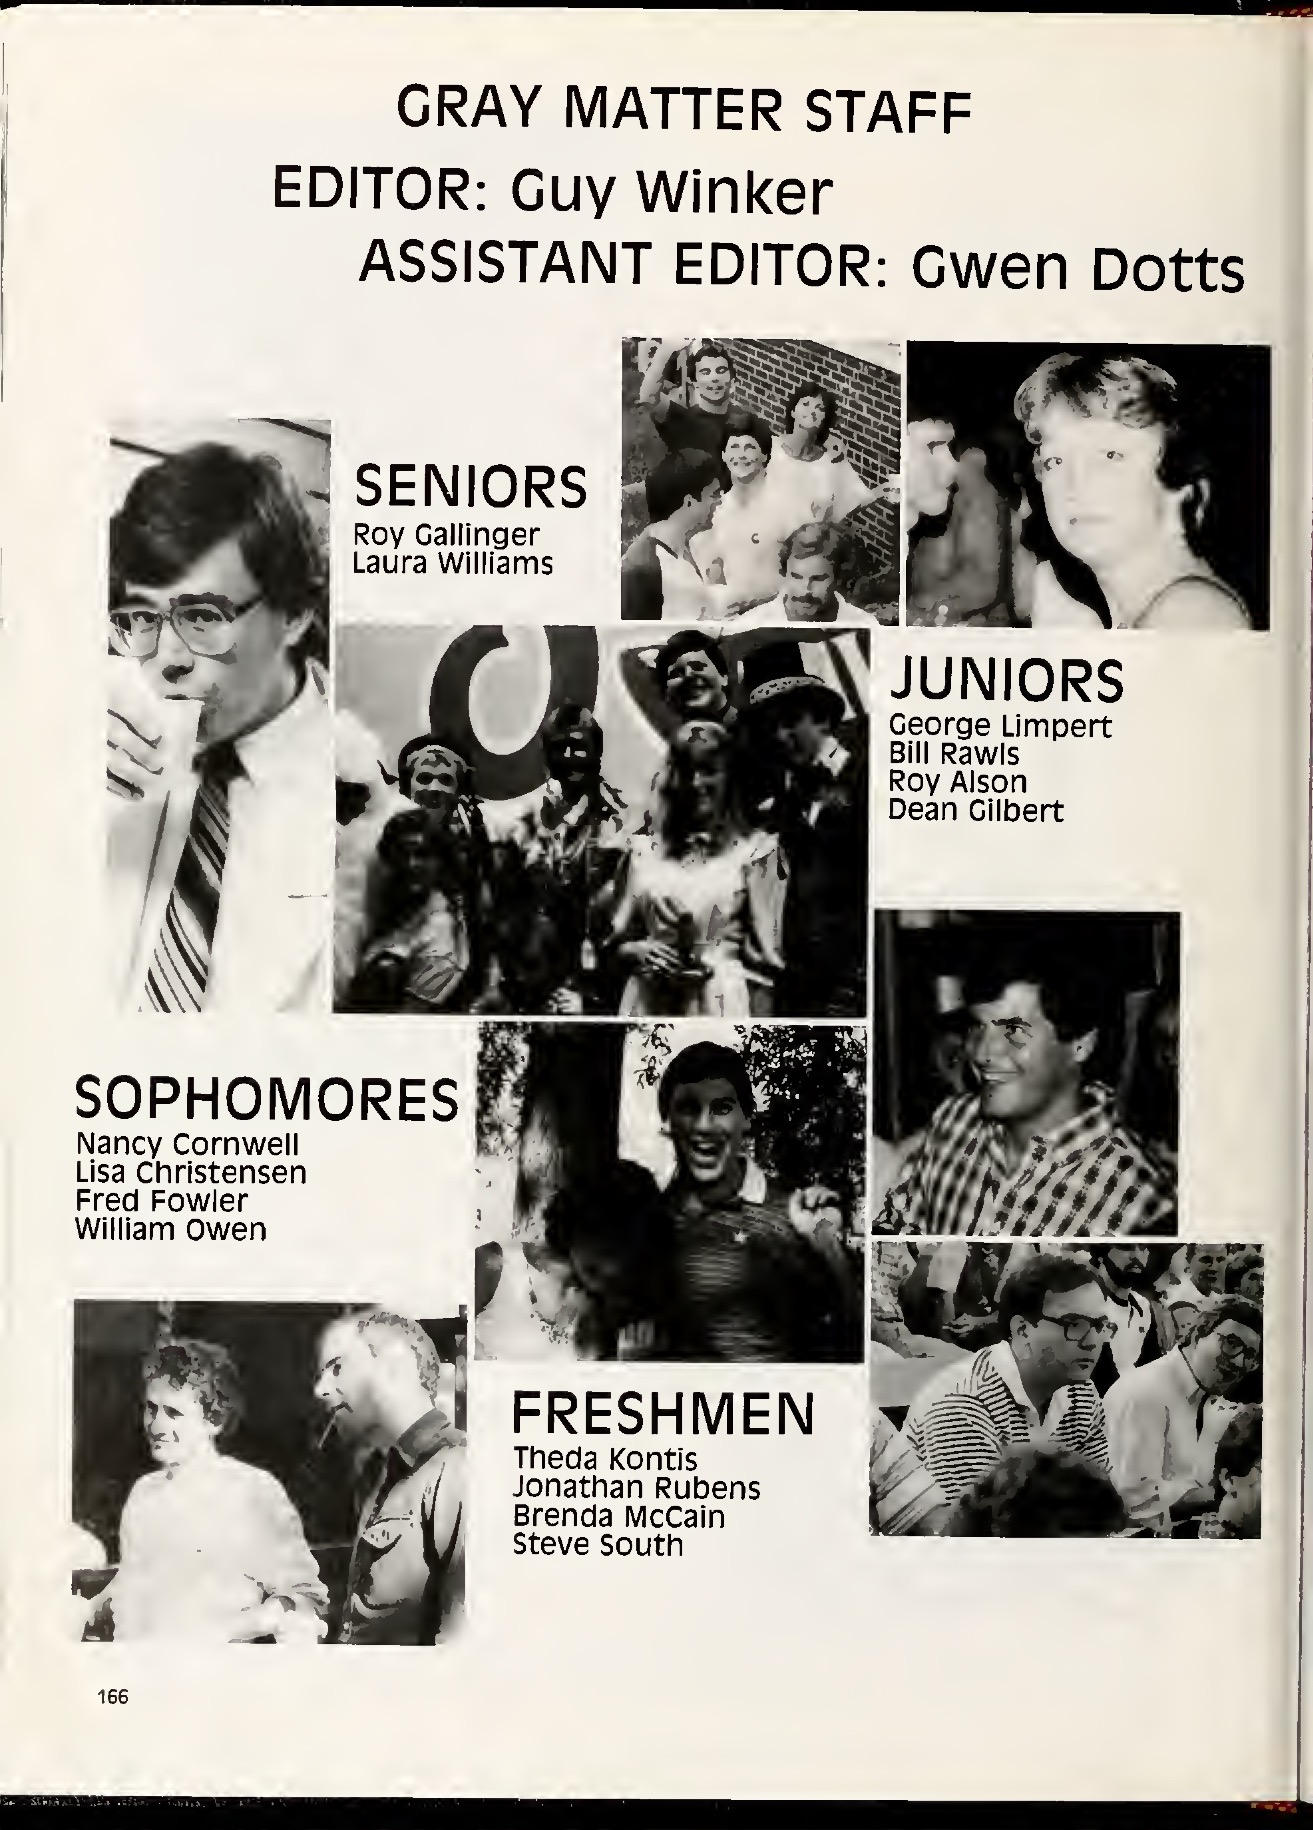 GRAY MATTER STAFF
EDITOR: Guy Winker
ASSISTANT EDITOR: Gwen Dotts
SENIORS
Roy Gallinger
Laura Williams
JUNIORS
George Limpert
Bill Rawls
Roy Alson
Dean Gilbert
SOPHOMORES
Nancy Cornwell
Lisa Christensen
Fred Fowler
William Owen
FRESHMEN
Theda Kontis
Jonathan Rubens
Brenda McCain
Steve South
166